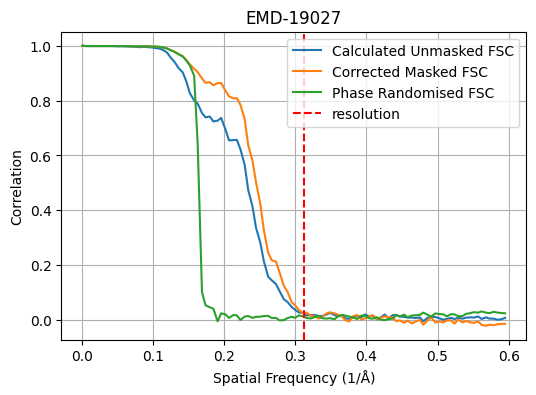 EMD-19027
Calculated Unmasked FSC
Corrected Masked FSC
Phase Randomised FSC
resolution
Correlation
1.0
0.8
0.6
0.4
0.2
0.0
0.0 0.1 0.2 0.3 0.4 0.5 0.6
Spatial Frequency (1/Å)